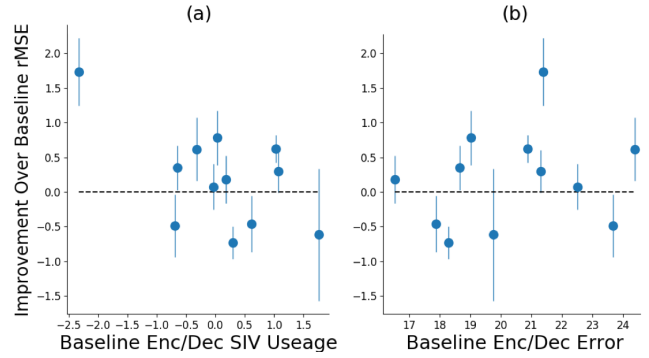 (a)
(b)
Improvement Over Baseline rMSE
2.0
1.5
1.0
0.5
0.0
−0.5
−1.0
−1.5
2.0
1.5
1.0
0.5
0.0
−0.5
−1.0
−1.5
−2.5 −2.0 −1.5 −1.0 −0.5 0.0 0.5 1.0 1.5
17 18 19 20 21 22 23 24
Baseline Enc/Dec SIV Useage
Baseline Enc/Dec Error